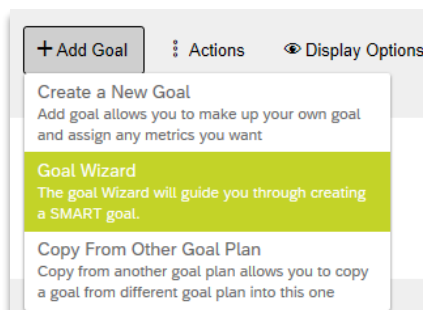 + Add Goal Actions Display Options
Create a New Goal
Add goal allows you to make up your own goal
and assign any metrics you want
Goal Wizard
The goal Wizard will guide you through creating
a SMART goal.
Copy From Other Goal Plan
Copy from another goal plan allows you to copy
a goal from different goal plan into this one